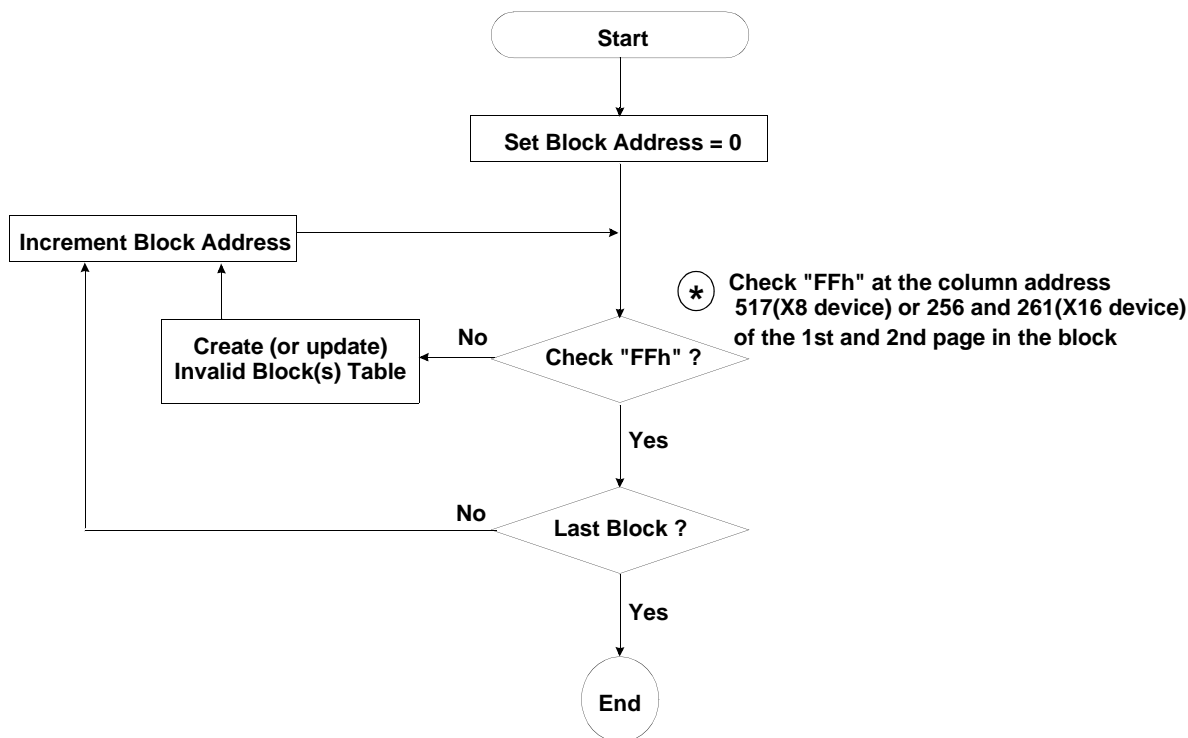 Start
Set Block Address = 0
Increment Block Address
* Check "FFh" at the column address
517(X8 device) or 256 and 261(X16 device)
of the 1st and 2nd page in the block
No
Create (or update)
Invalid Block(s) Table
Check "FFh" ?
Yes
No
Last Block ?
Yes
End